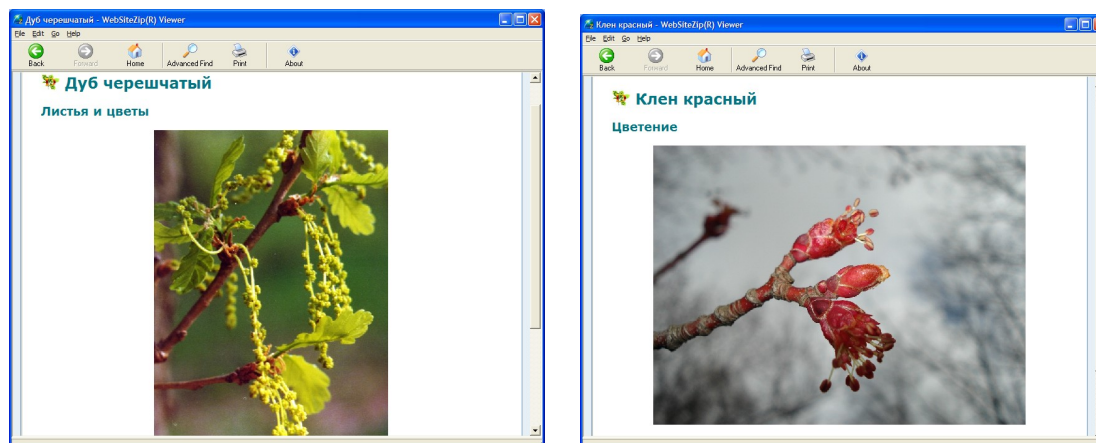 Дуб черешчатый - WebSiteZip(R) Viewer
File Edit Go Help
Back Forward Home Advanced Find Print About
Дуб черешчатый
Листья и цветы
Клен красный - WebSiteZip(R) Viewer
File Edit Go Help
Back Forward Home Advanced Find Print About
Клен красный
Цветение